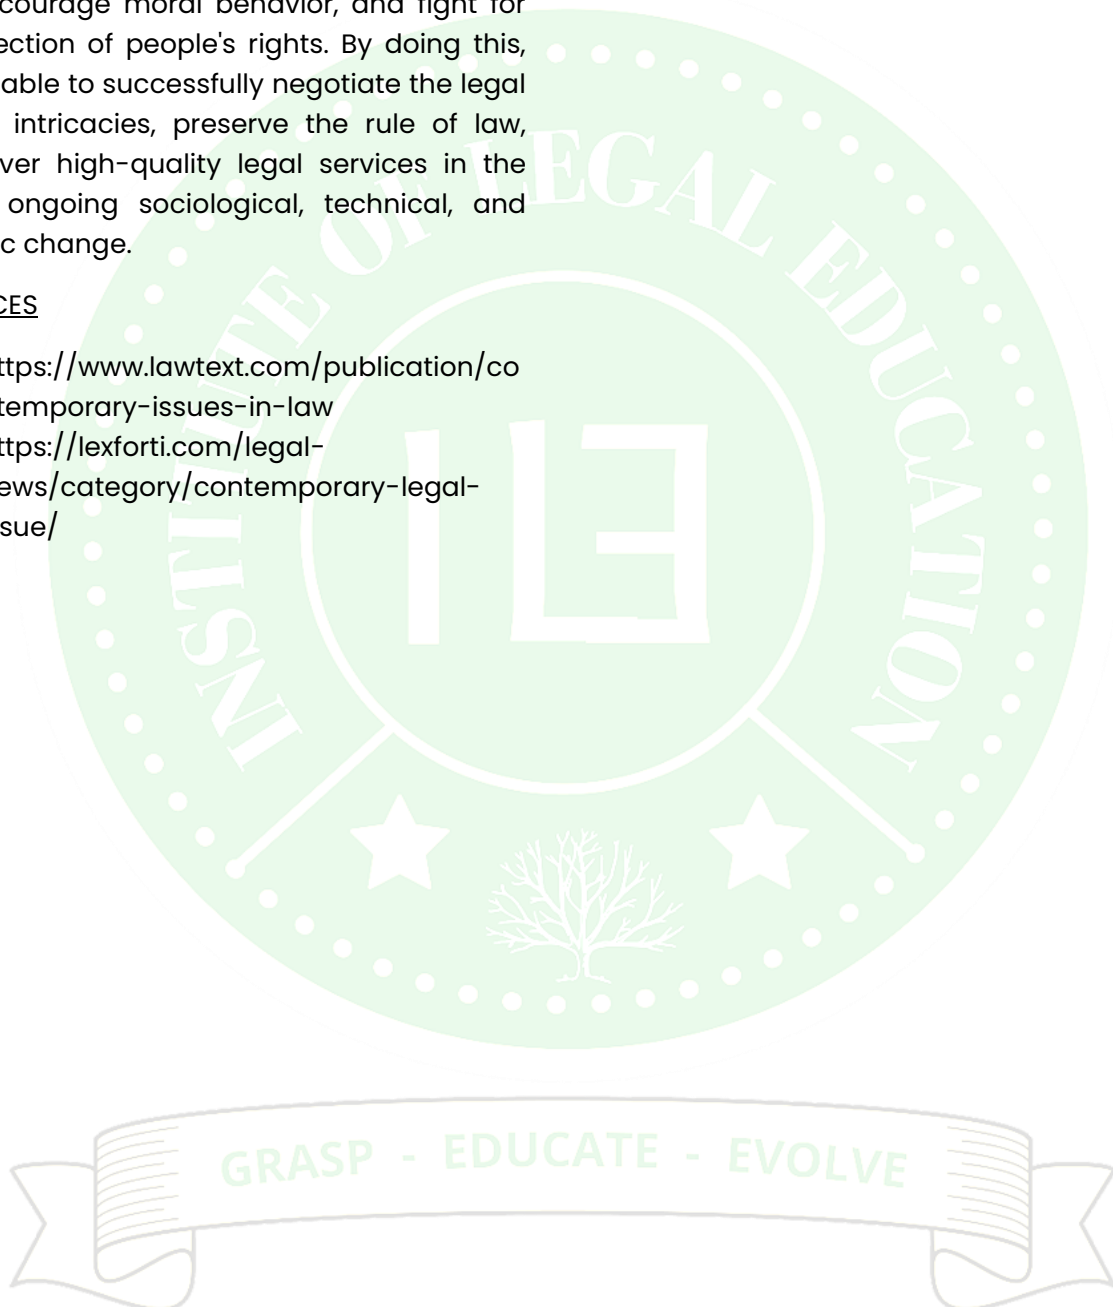 courage moral behavior, and fight for
ection of people's rights. By doing this,
able to successfully negotiate the legal
intricacies, preserve the rule of law,
ver high-quality legal services in the
ongoing sociological, technical, and
c change.
CES
ttps://www.lawtext.com/publication/co
temporary-issues-in-law
ttps://lexforti.com/legal-
ews/category/contemporary-legal-
sue/
INSTITUTE OF LEGAL EDUCATION
ILE
GRASP - EDUCATE - EVOLVE